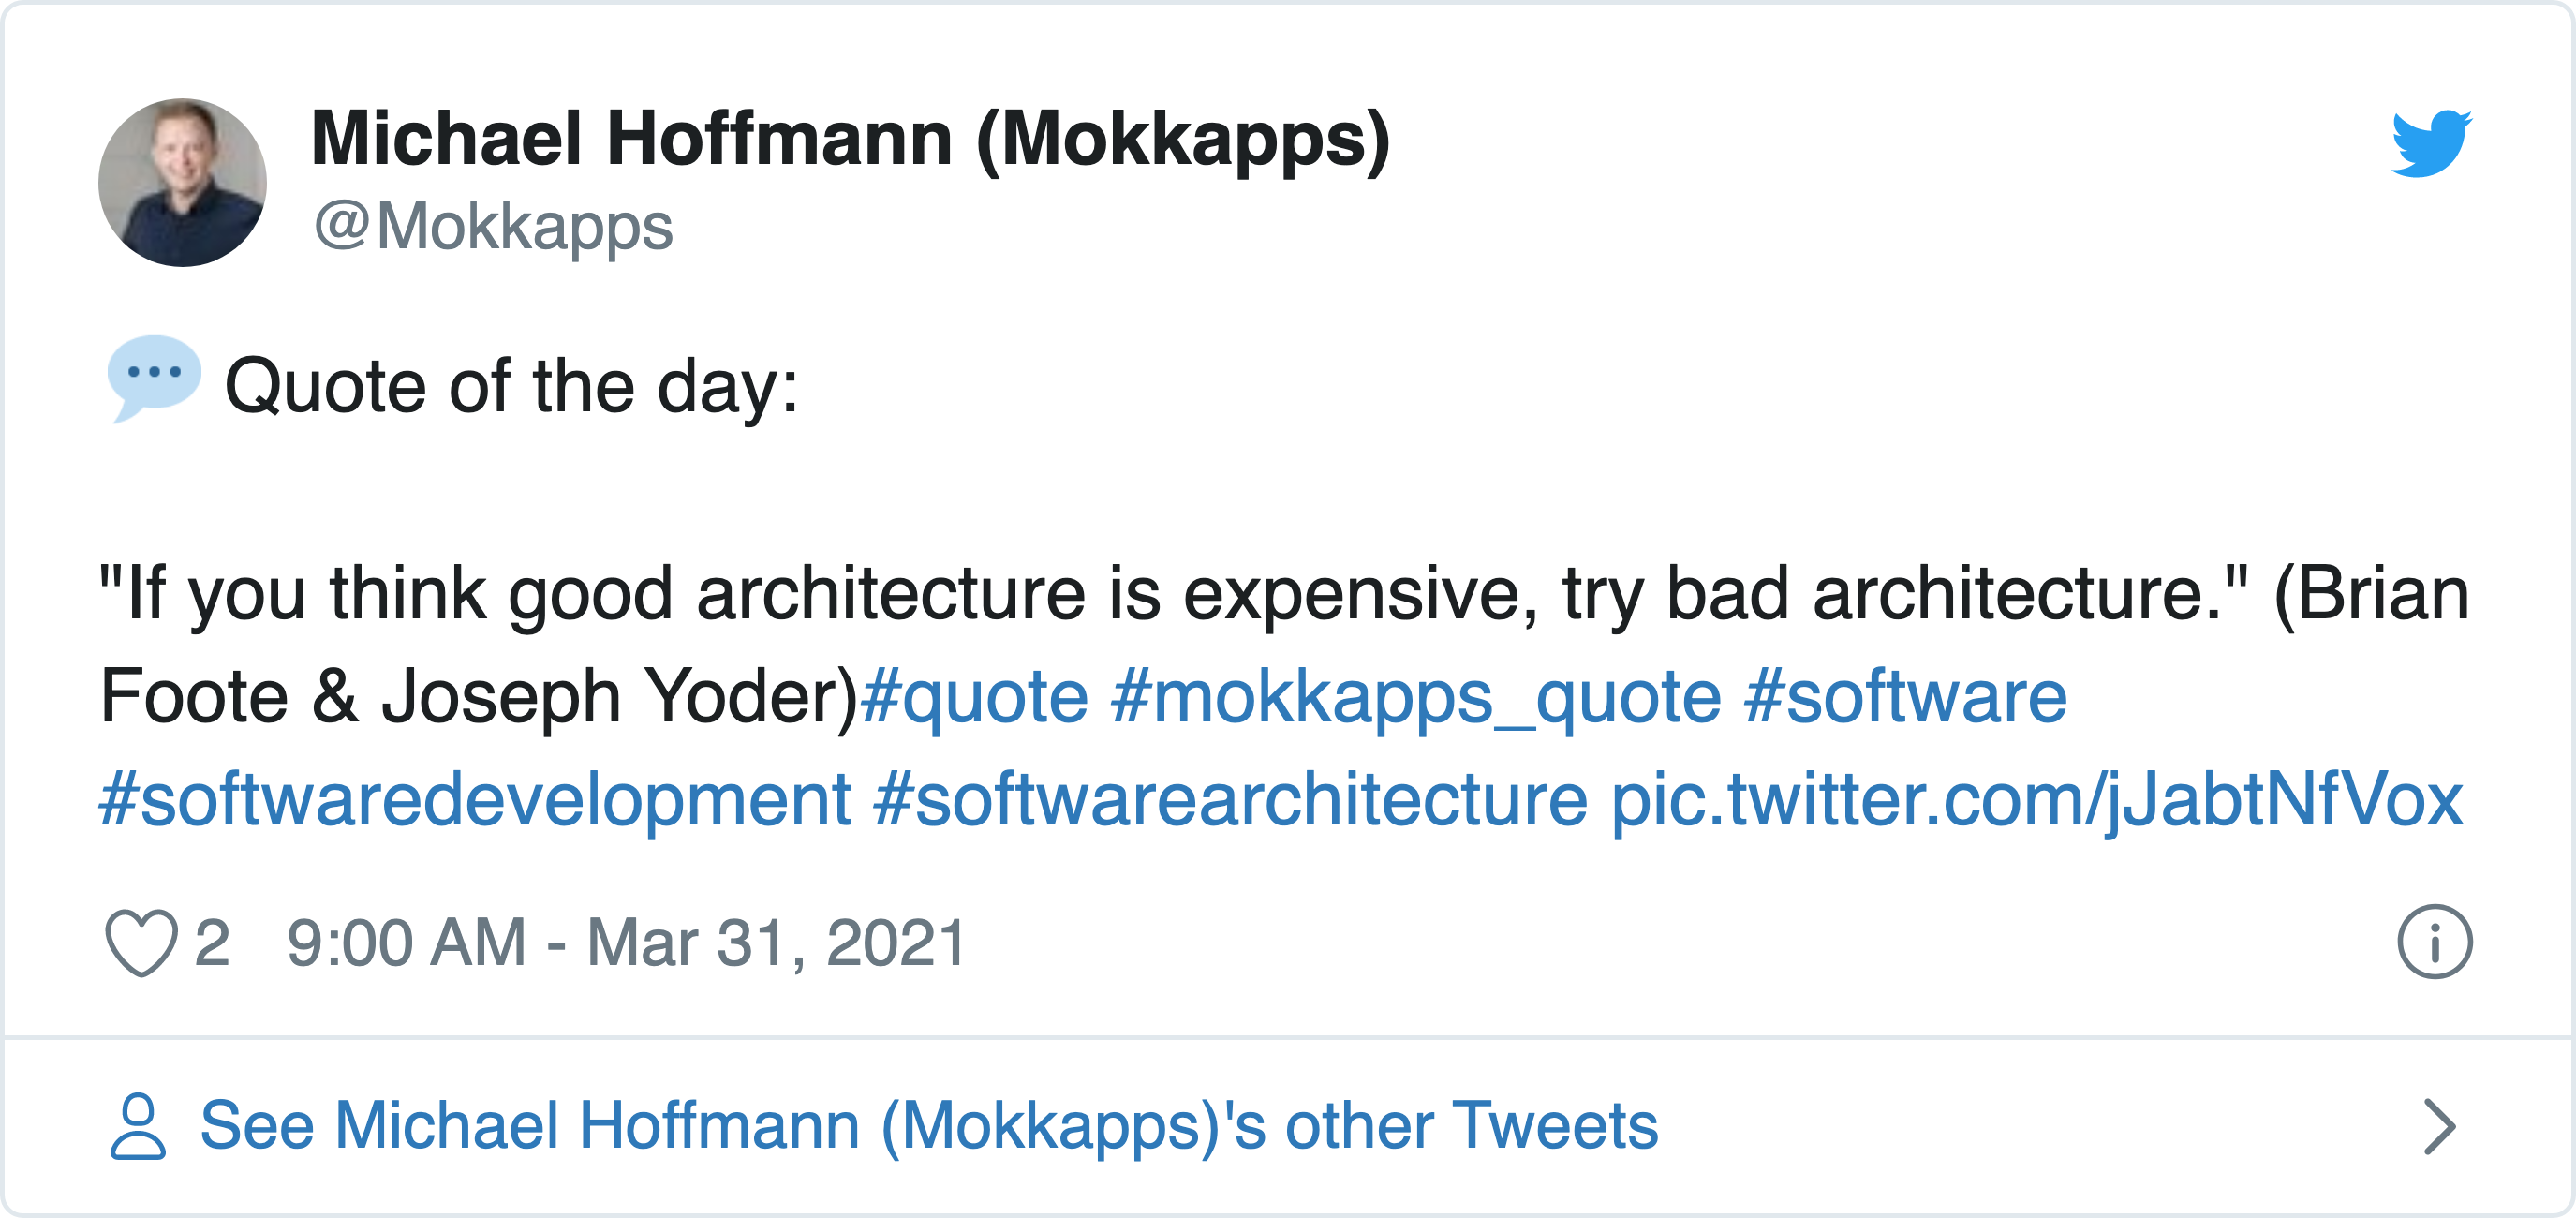 Michael Hoffmann (Mokkapps)
@Mokkapps
💬 Quote of the day:
"If you think good architecture is expensive, try bad architecture." (Brian
Foote & Joseph Yoder)#quote #mokkapps_quote #software
#softwaredevelopment #softwarearchitecture pic.twitter.com/jJabtNfVox
2 9:00 AM - Mar 31, 2021
See Michael Hoffmann (Mokkapps)'s other Tweets